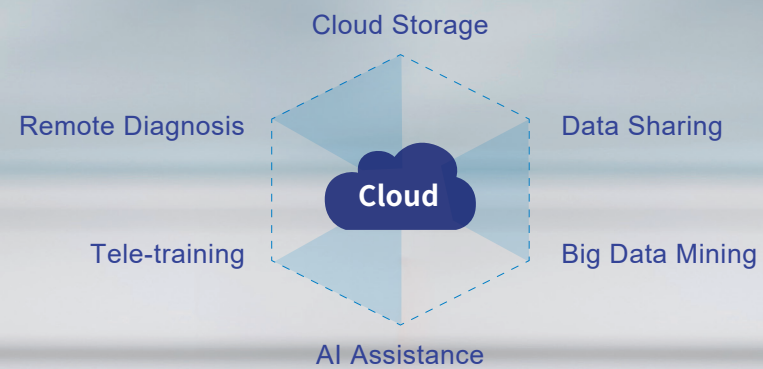 Cloud Storage
Remote Diagnosis
Data Sharing
Cloud
Tele-training
Big Data Mining
AI Assistance